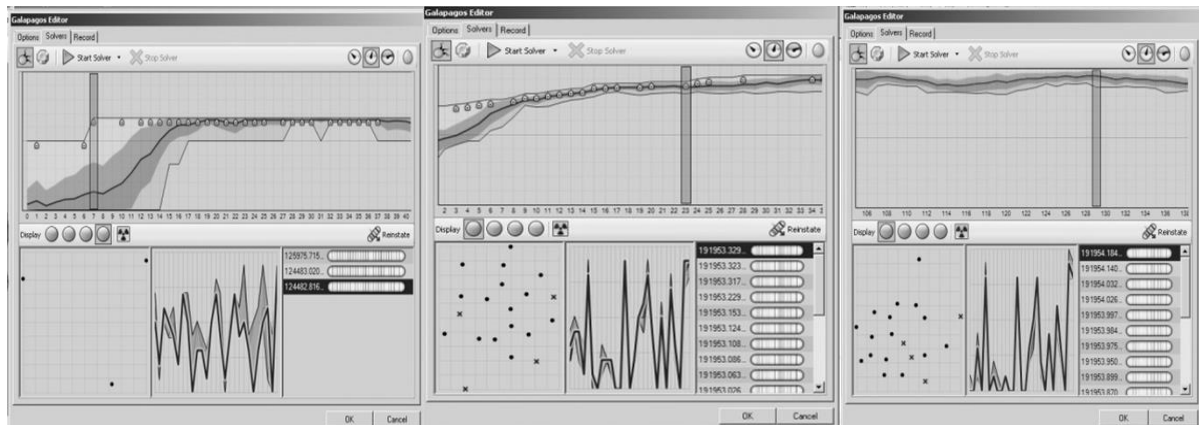 Galapagos Editor
Options Solvers Record
Start Solver Stop Solver
0 1 2 3 4 5 6 7 8 9 10 11 12 13 14 15 16 17 18 19 20 21 22 23 24 25 26 27 28 29 30 31 32 33 34 35 36 37 38 39 40
Display Reinstate
125975.715..
124483.020..
124482.816..
OK Cancel
Galapagos Editor
Options Solvers Record
Start Solver Stop Solver
2 3 4 5 6 7 8 9 10 11 12 13 14 15 16 17 18 19 20 21 22 23 24 25 26 27 28 29 30 31 32 33 34 3
Display Reinstate
191953.329..
191953.323..
191953.317..
191953.229..
191953.153..
191953.124..
191953.108..
191953.086..
191953.063..
191953.026
OK Cancel
Galapagos Editor
Options Solvers Record
Start Solver Stop Solver
106 108 110 112 114 116 118 120 122 124 126 128 130 132 134 136 138
Display Reinstate
191954.184..
191954.140..
191954.032..
191954.026..
191953.997..
191953.984..
191953.975..
191953.950..
191953.899..
191953.870
OK Cancel